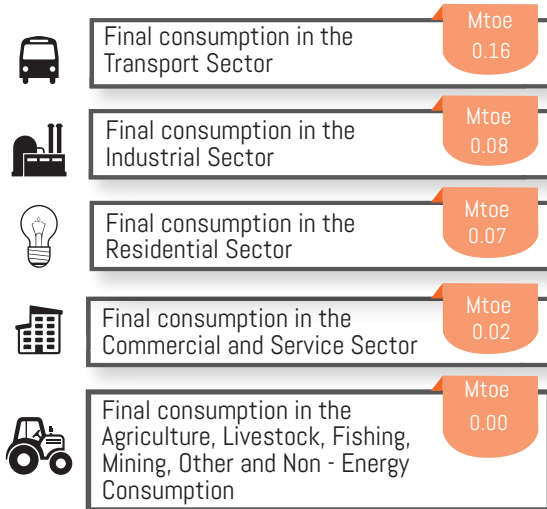 Final consumption in the
Transport Sector
Mtoe
0.16
Final consumption in the
Industrial Sector
Mtoe
0.08
Final consumption in the
Residential Sector
Mtoe
0.07
Final consumption in the
Commercial and Service Sector
Mtoe
0.02
Final consumption in the
Agriculture, Livestock, Fishing,
Mining, Other and Non - Energy
Consumption
Mtoe
0.00